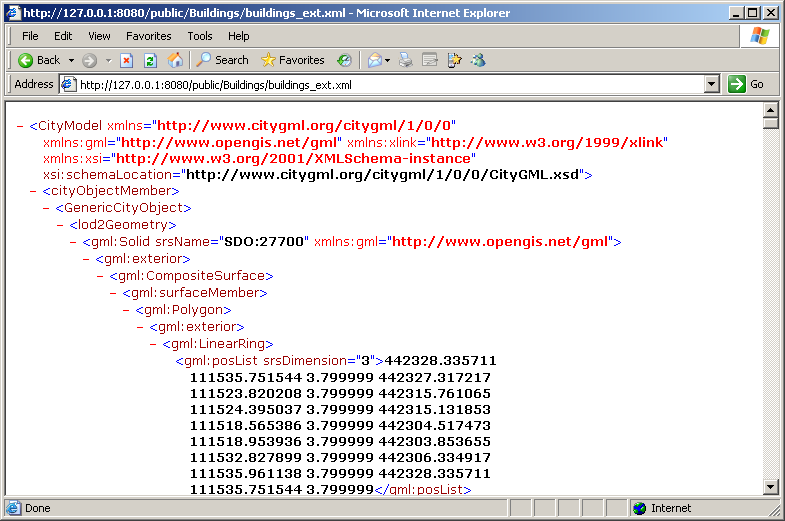 http://127.0.0.1:8080/public/Buildings/buildings_ext.xml - Microsoft Internet Explorer
File Edit View Favorites Tools Help
Back Search Favorites
Address http://127.0.0.1:8080/public/Buildings/buildings_ext.xml Go
- <CityModel xmlns="http://www.citygml.org/citygml/1/0/0"
xmlns:gml="http://www.opengis.net/gml" xmlns:xlink="http://www.w3.org/1999/xlink"
xmlns:xsi="http://www.w3.org/2001/XMLSchema-instance"
xsi:schemaLocation="http://www.citygml.org/citygml/1/0/0/CityGML.xsd">
- <cityObjectMember>
- <GenericCityObject>
- <lod2Geometry>
- <gml:Solid srsName="SDO:27700" xmlns:gml="http://www.opengis.net/gml">
- <gml:exterior>
- <gml:CompositeSurface>
- <gml:surfaceMember>
- <gml:Polygon>
- <gml:exterior>
- <gml:LinearRing>
<gml:posList srsDimension="3">442328.335711
111535.751544 3.799999 442327.317217
111523.820208 3.799999 442315.761065
111524.395037 3.799999 442315.131853
111518.565386 3.799999 442304.517473
111518.953936 3.799999 442303.853655
111532.827899 3.799999 442306.334917
111535.961138 3.799999 442328.335711
111535.751544 3.799999</gml:posList>
Done Internet